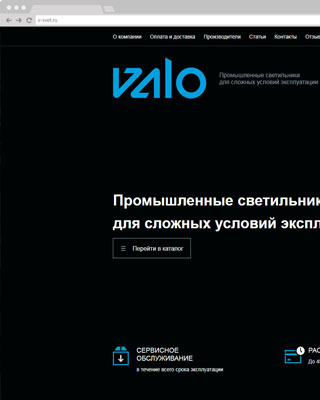 v-svet.ru
О компании Оплата и доставка Производители Статьи Контакты Отзыв
valo
Промышленные светильники
для сложных условий эксплуатации
Промышленные светильник
для сложных условий экспл
Перейти в каталог
СЕРВИСНОЕ
ОБСЛУЖИВАНИЕ
в течение всего срока эксплуатации
РАС
До 4